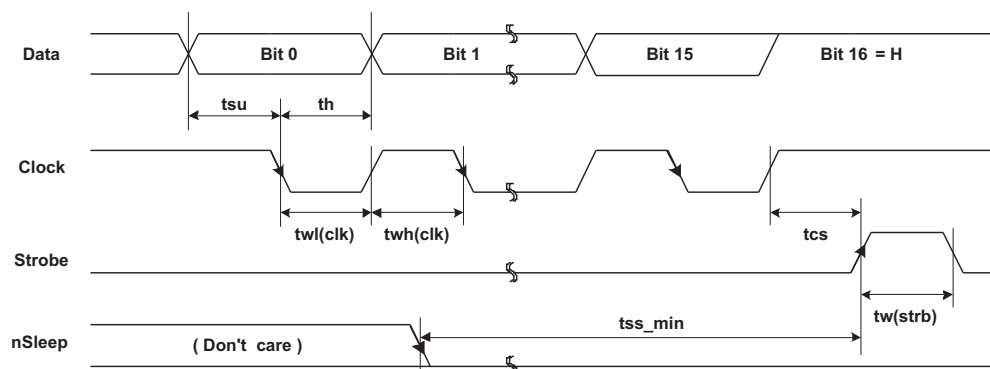 Data
Bit 0
Bit 1
Bit 15
Bit 16 = H
tsu
th
Clock
twl(clk)
twh(clk)
tcs
Strobe
tw(strb)
nSleep
( Don't care )
tss_min